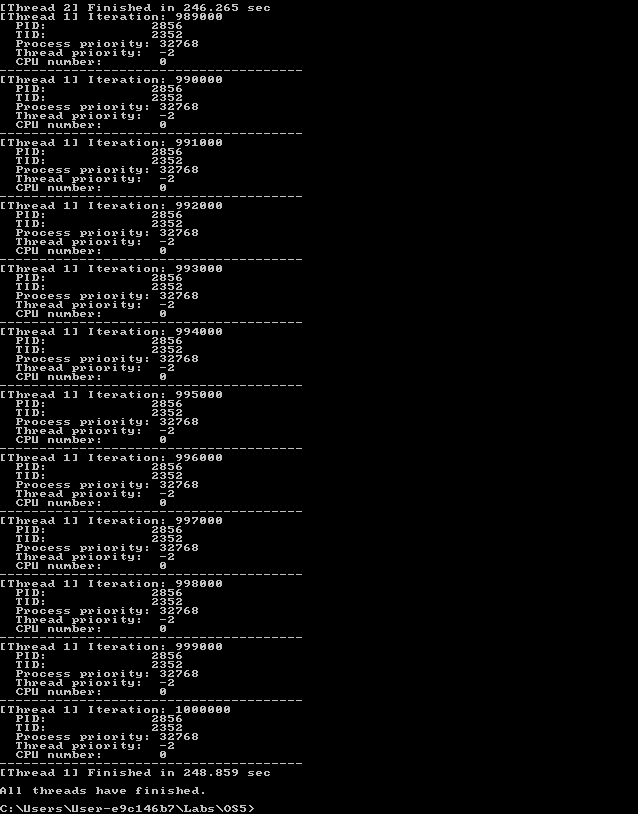 [Thread 2] Finished in 246.265 sec
[Thread 1] Iteration: 989000
PID: 2856
TID: 2352
Process priority: 32768
Thread priority: -2
CPU number: 0
--------------------------------------
[Thread 1] Iteration: 990000
PID: 2856
TID: 2352
Process priority: 32768
Thread priority: -2
CPU number: 0
--------------------------------------
[Thread 1] Iteration: 991000
PID: 2856
TID: 2352
Process priority: 32768
Thread priority: -2
CPU number: 0
--------------------------------------
[Thread 1] Iteration: 992000
PID: 2856
TID: 2352
Process priority: 32768
Thread priority: -2
CPU number: 0
--------------------------------------
[Thread 1] Iteration: 993000
PID: 2856
TID: 2352
Process priority: 32768
Thread priority: -2
CPU number: 0
--------------------------------------
[Thread 1] Iteration: 994000
PID: 2856
TID: 2352
Process priority: 32768
Thread priority: -2
CPU number: 0
--------------------------------------
[Thread 1] Iteration: 995000
PID: 2856
TID: 2352
Process priority: 32768
Thread priority: -2
CPU number: 0
--------------------------------------
[Thread 1] Iteration: 996000
PID: 2856
TID: 2352
Process priority: 32768
Thread priority: -2
CPU number: 0
--------------------------------------
[Thread 1] Iteration: 997000
PID: 2856
TID: 2352
Process priority: 32768
Thread priority: -2
CPU number: 0
--------------------------------------
[Thread 1] Iteration: 998000
PID: 2856
TID: 2352
Process priority: 32768
Thread priority: -2
CPU number: 0
--------------------------------------
[Thread 1] Iteration: 999000
PID: 2856
TID: 2352
Process priority: 32768
Thread priority: -2
CPU number: 0
--------------------------------------
[Thread 1] Iteration: 1000000
PID: 2856
TID: 2352
Process priority: 32768
Thread priority: -2
CPU number: 0
--------------------------------------
[Thread 1] Finished in 248.859 sec
All threads have finished.
C:\Users\User-e9c146b7\Labs\OS5>